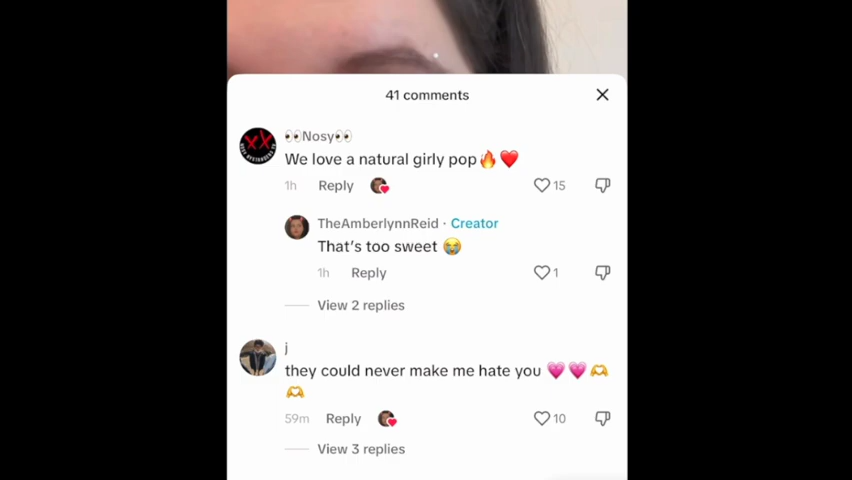 41 comments
👀Nosy👀
We love a natural girly pop🔥❤️
1h Reply 15
TheAmberlynnReid · Creator
That's too sweet 😭
1h Reply 1
View 2 replies
j
they could never make me hate you 💗💗🫶
🫶
59m Reply 10
View 3 replies